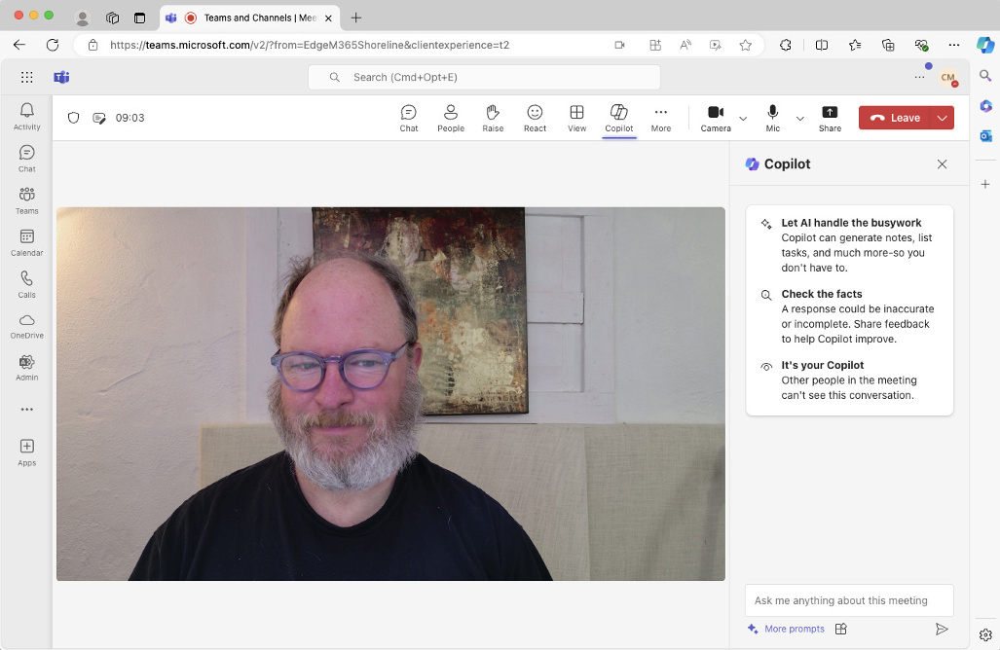 Teams and Channels | Mee
https://teams.microsoft.com/v2/?from=EdgeM365Shoreline&clientexperience=t2
Search (Cmd+Opt+E)
CM
Activity
Chat
Teams
Calendar
Calls
OneDrive
Admin
Apps
09:03
Chat
People
Raise
React
View
Copilot
More
Camera
Mic
Share
Leave
Copilot
Let AI handle the busywork
Copilot can generate notes, list
tasks, and much more-so you
don't have to.
Check the facts
A response could be inaccurate
or incomplete. Share feedback
to help Copilot improve.
It's your Copilot
Other people in the meeting
can't see this conversation.
Ask me anything about this meeting
More prompts